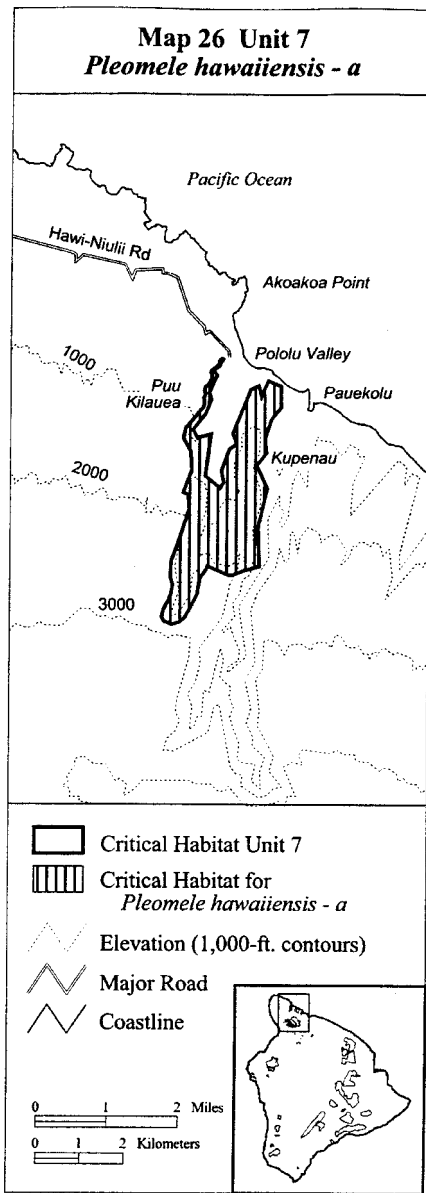 Map 26 Unit 7
Pleomele hawaiiensis - a
Pacific Ocean
Hawi-Niulii Rd
Akoakoa Point
1000
Pololu Valley
Puu
Kilauea
Pauekolu
Kupenau
2000
3000
Critical Habitat Unit 7
Critical Habitat for
Pleomele hawaiiensis - a
Elevation (1,000-ft. contours)
Major Road
Coastline
0 1 2 Miles
0 1 2 Kilometers